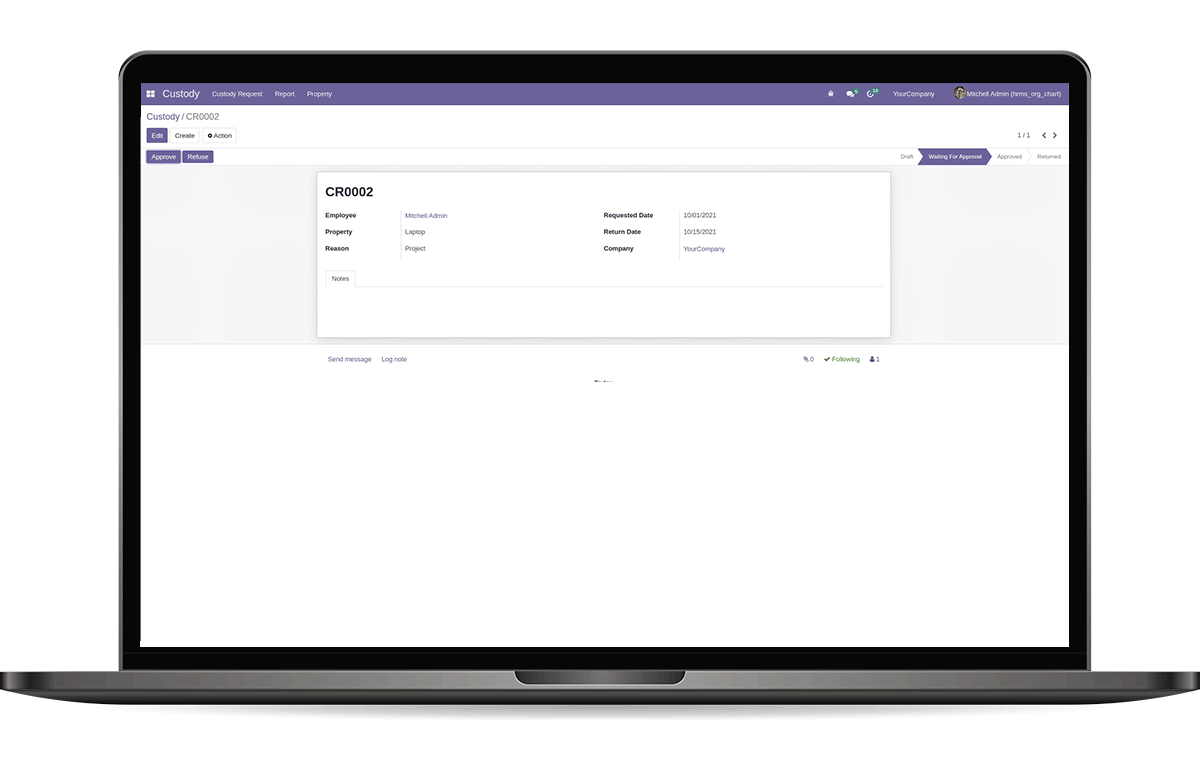 Custody Custody Request Report Property 5 13 YourCompany Mitchell Admin (hrms_org_chart)
Custody / CR0002
Edit Create Action 1 / 1
Approve Refuse Draft Waiting For Approval Approved Returned
CR0002
Employee Mitchell Admin Requested Date 10/01/2021
Property Laptop Return Date 10/15/2021
Reason Project Company YourCompany
Notes
Send message Log note 0 Following 1
Today